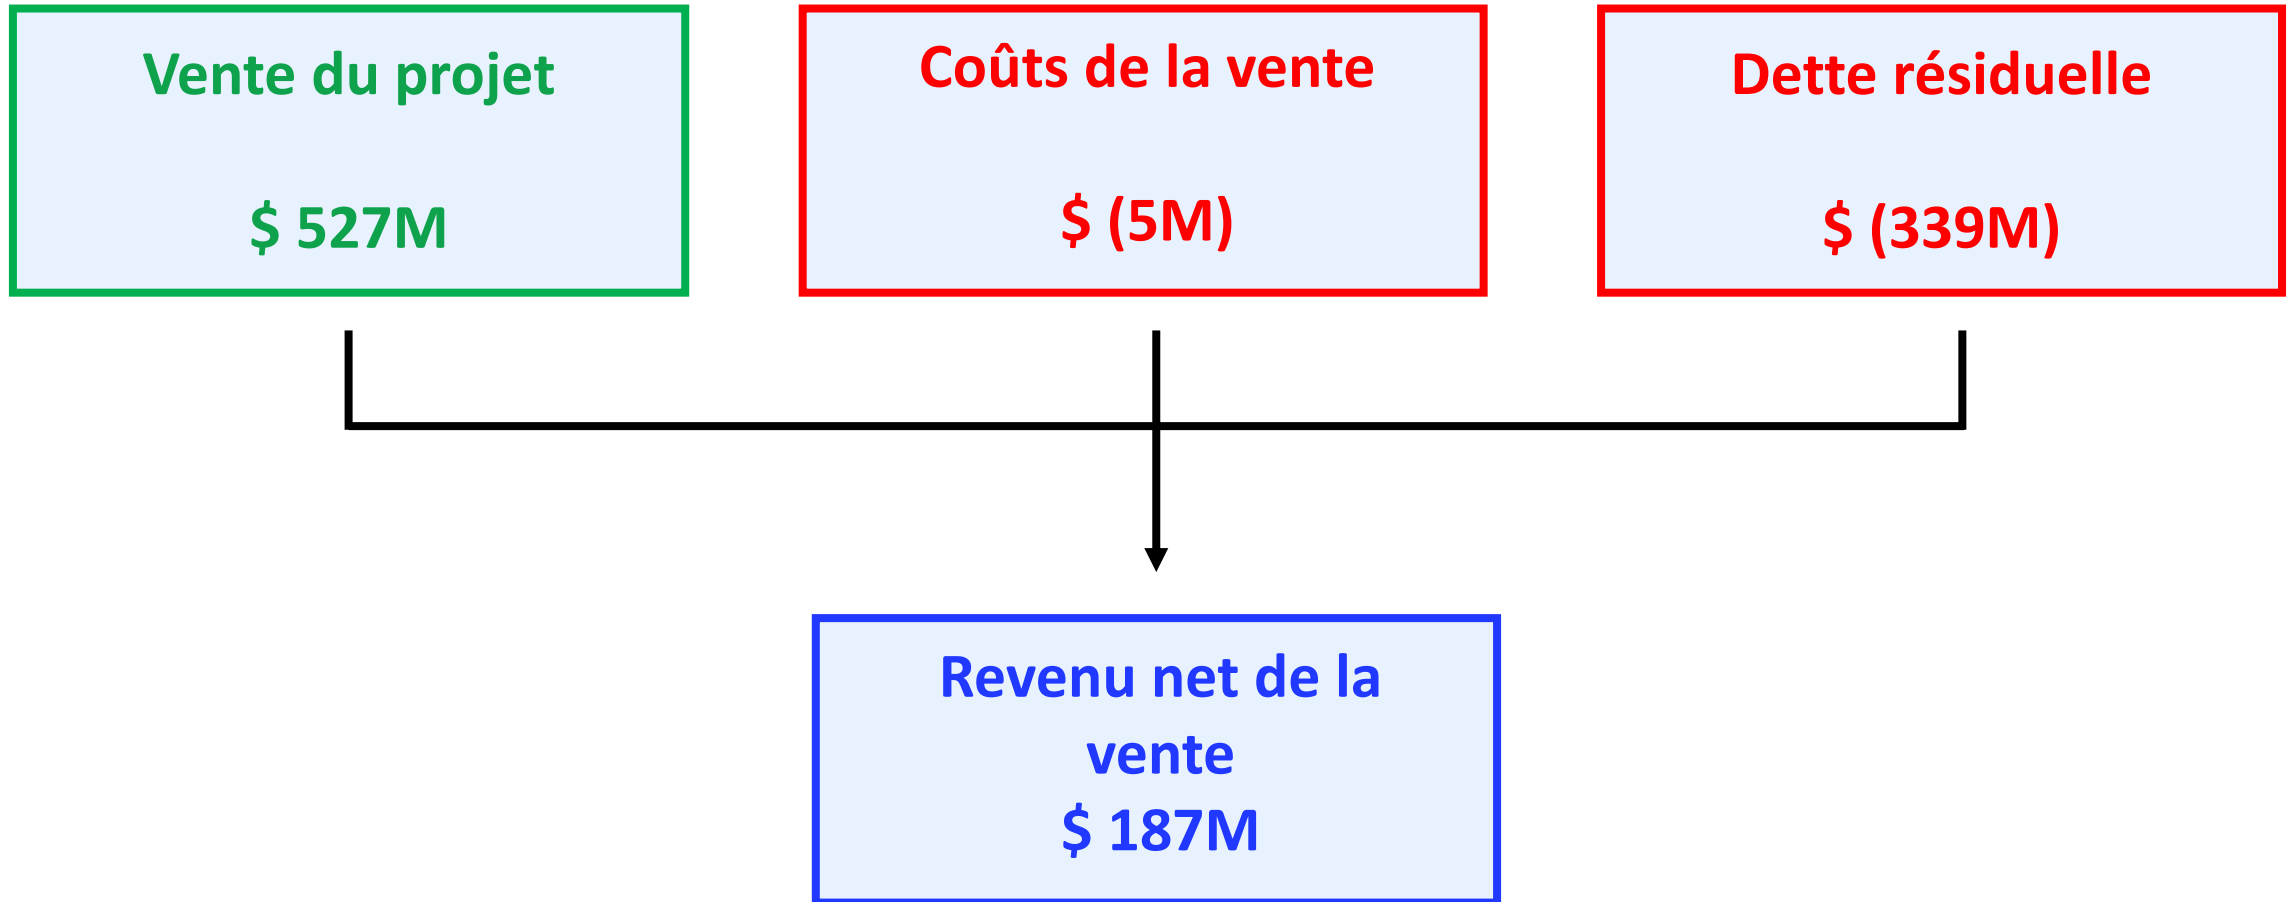 Vente du projet
$ 527M
Coûts de la vente
$ (5M)
Dette résiduelle
$ (339M)
Revenu net de la
vente
$ 187M